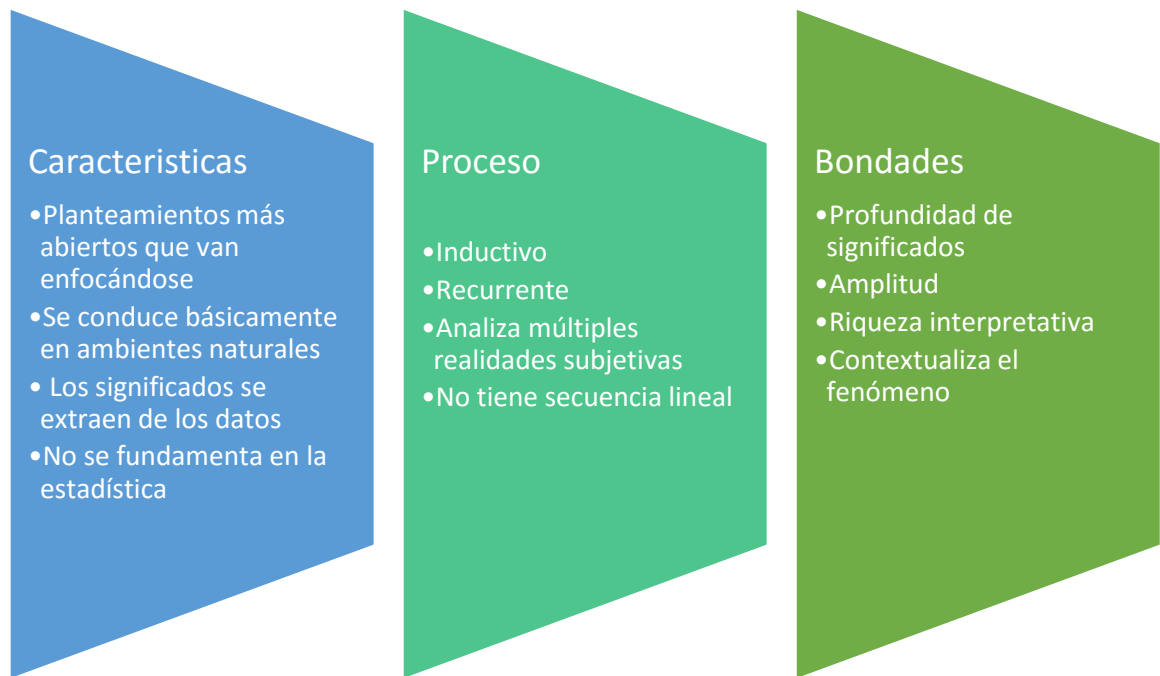 Caracteristicas
•Planteamientos más
abiertos que van
enfocándose
•Se conduce básicamente
en ambientes naturales
• Los significados se
extraen de los datos
•No se fundamenta en la
estadística
Proceso
•Inductivo
•Recurrente
•Analiza múltiples
realidades subjetivas
•No tiene secuencia lineal
Bondades
•Profundidad de
significados
•Amplitud
•Riqueza interpretativa
•Contextualiza el
fenómeno